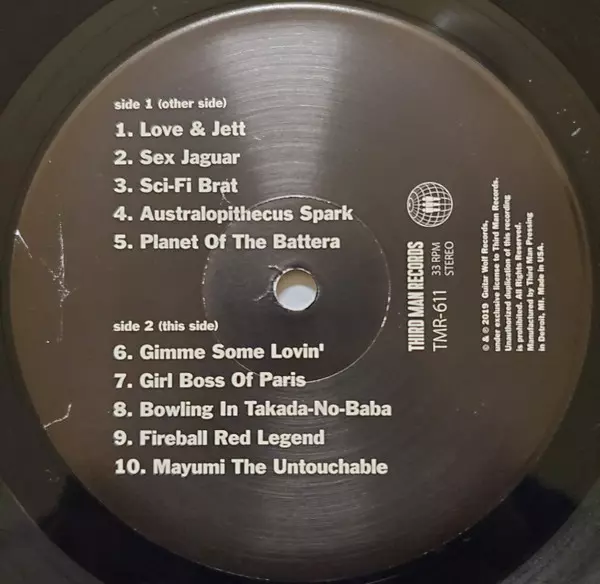 side 1 (other side)
1. Love & Jett
2. Sex Jaguar
3. Sci-Fi Brat
4. Australopithecus Spark
5. Planet Of The Battera
side 2 (this side)
6. Gimme Some Lovin'
7. Girl Boss Of Paris
8. Bowling In Takada-No-Baba
9. Fireball Red Legend
10. Mayumi The Untouchable
THIRD MAN RECORDS
TMR-611
33 RPM
STEREO
© & ℗ 2019 Guitar Wolf Records,
under exclusive license to Third Man Records.
Unauthorized duplication of this recording
is prohibited. All Rights Reserved.
Manufactured by Third Man Pressing
in Detroit, MI. Made in USA.